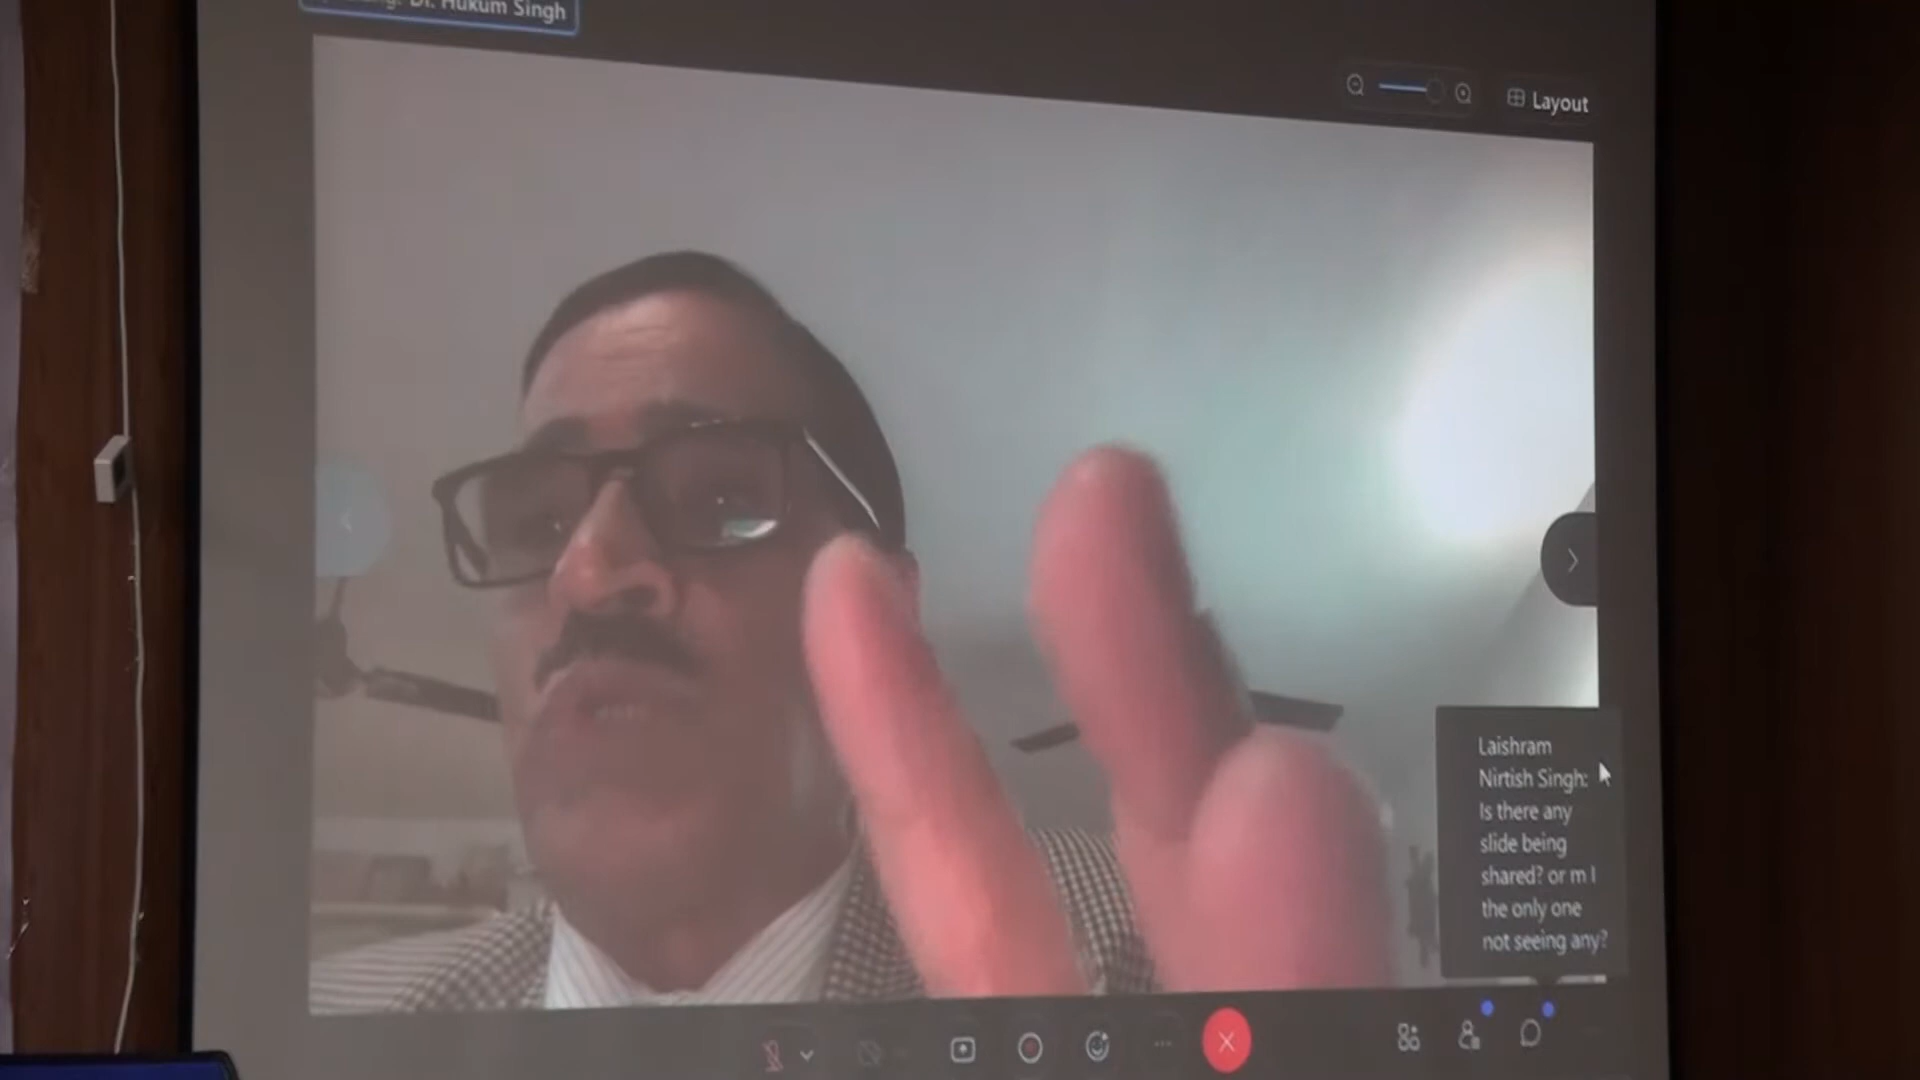 Dr. Hukum Singh
Layout
Laishram
Nirtish Singh:
Is there any
slide being
shared? or m I
the only one
not seeing any?